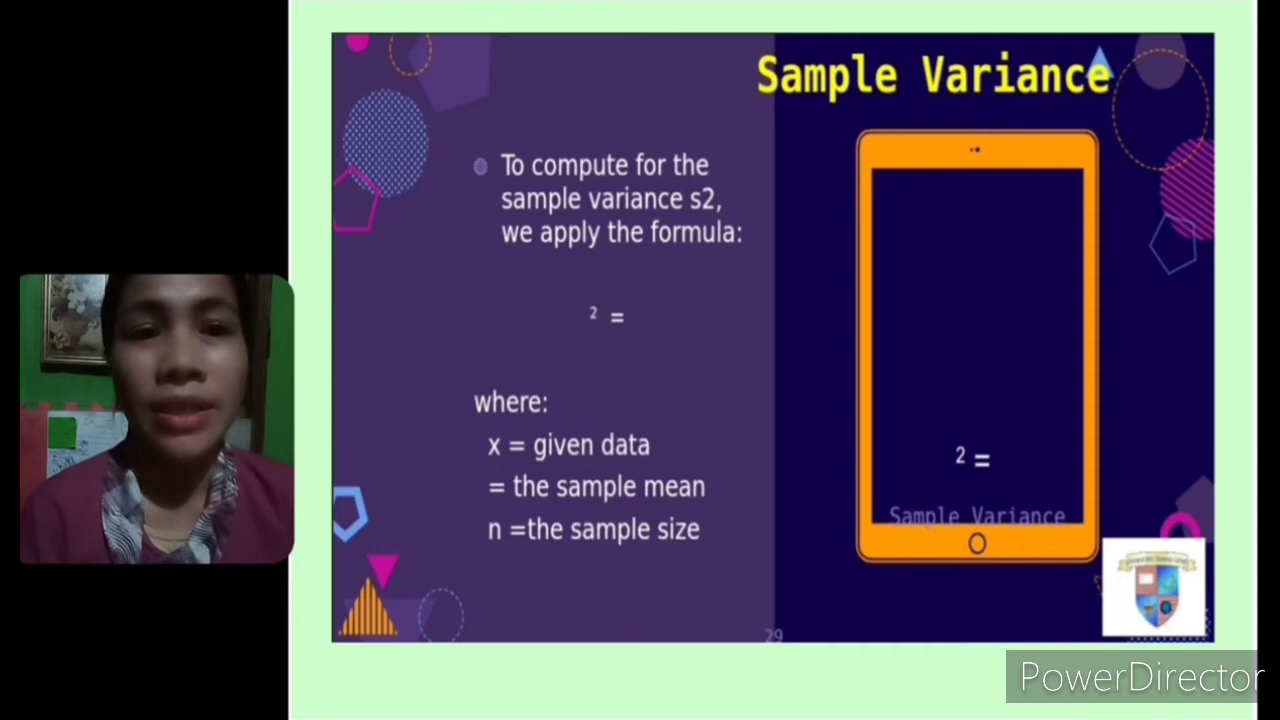 Sample Variance
To compute for the
sample variance s2,
we apply the formula:
² =
where:
x = given data
= the sample mean
n =the sample size
² =
Sample Variance
29
PowerDirector